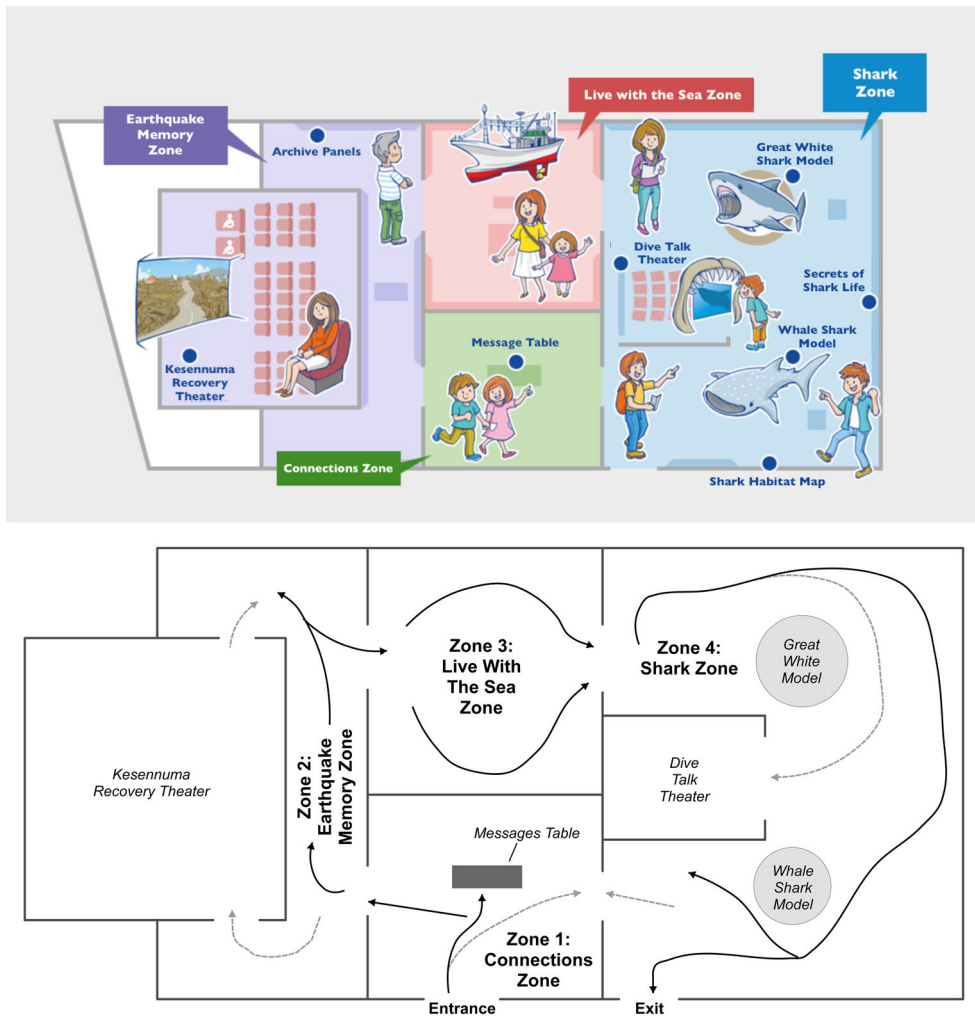 Shark
Zone
Live with the Sea Zone
Earthquake
Memory
Zone
Archive Panels
Great White
Shark Model
Dive Talk
Theater
Secrets of
Shark Life
Message Table
Whale Shark
Model
Kesennuma
Recovery
Theater
Connections Zone
Shark Habitat Map
Zone 3:
Live With
The Sea
Zone
Zone 4:
Shark Zone
Great
White
Model
Kesennuma
Recovery Theater
Zone 2:
Earthquake
Memory Zone
Dive
Talk
Theater
Messages Table
Whale
Shark
Model
Zone 1:
Connections
Zone
Entrance
Exit